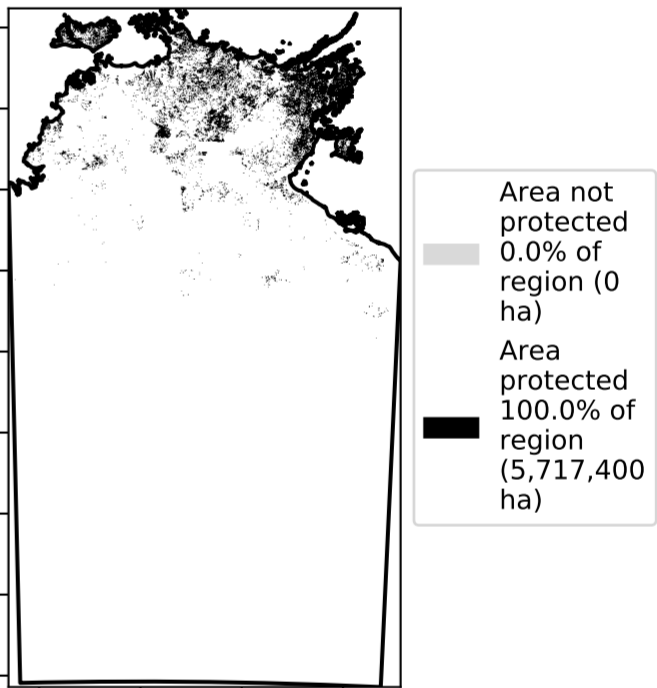 Area not
protected
0.0% of
region (0
ha)
Area
protected
100.0% of
region
(5,717,400
ha)